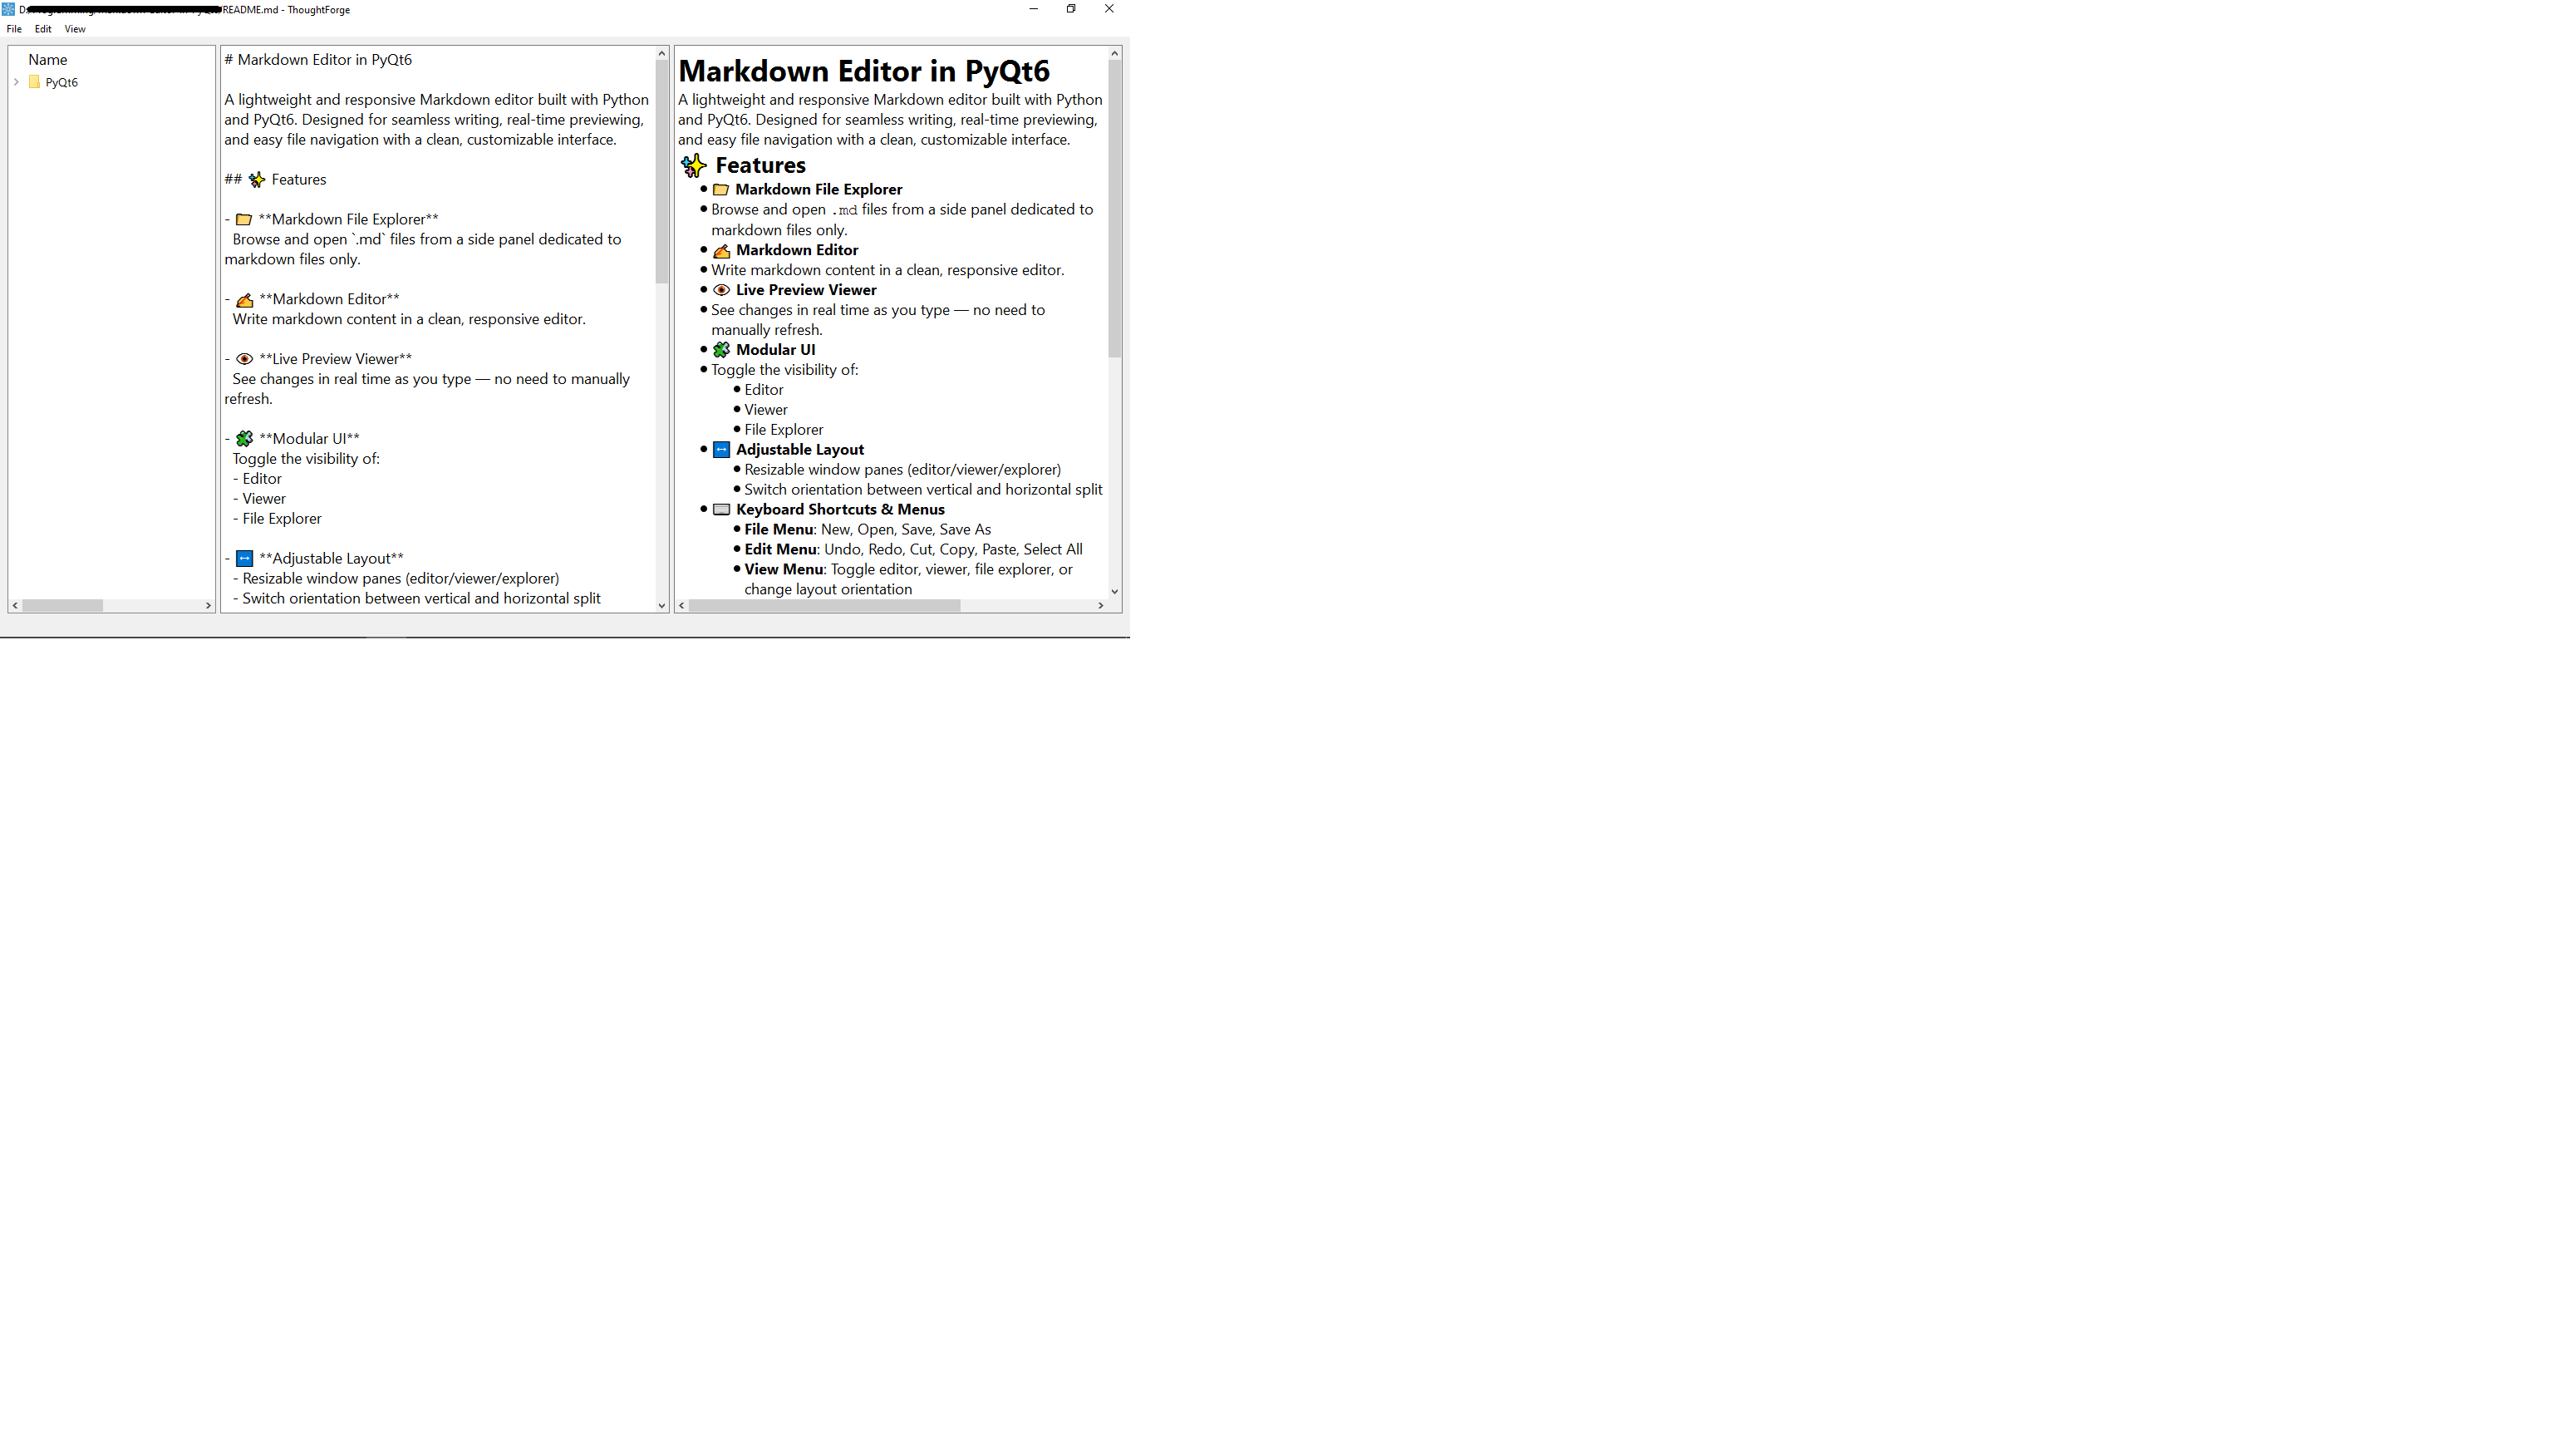 README.md - ThoughtForge
File Edit View
Name
PyQt6
# Markdown Editor in PyQt6
A lightweight and responsive Markdown editor built with Python
and PyQt6. Designed for seamless writing, real-time previewing,
and easy file navigation with a clean, customizable interface.
## ✨ Features
- 📁 **Markdown File Explorer**
Browse and open `.md` files from a side panel dedicated to
markdown files only.
- ✍ **Markdown Editor**
Write markdown content in a clean, responsive editor.
- 👁 **Live Preview Viewer**
See changes in real time as you type — no need to manually
refresh.
- 🧩 **Modular UI**
Toggle the visibility of:
- Editor
- Viewer
- File Explorer
- ↔ **Adjustable Layout**
- Resizable window panes (editor/viewer/explorer)
- Switch orientation between vertical and horizontal split
Markdown Editor in PyQt6
A lightweight and responsive Markdown editor built with Python
and PyQt6. Designed for seamless writing, real-time previewing,
and easy file navigation with a clean, customizable interface.
✨ Features
• 📁 Markdown File Explorer
• Browse and open .md files from a side panel dedicated to
markdown files only.
• ✍ Markdown Editor
• Write markdown content in a clean, responsive editor.
• 👁 Live Preview Viewer
• See changes in real time as you type — no need to
manually refresh.
• 🧩 Modular UI
• Toggle the visibility of:
• Editor
• Viewer
• File Explorer
• ↔ Adjustable Layout
• Resizable window panes (editor/viewer/explorer)
• Switch orientation between vertical and horizontal split
• ⌨ Keyboard Shortcuts & Menus
• File Menu: New, Open, Save, Save As
• Edit Menu: Undo, Redo, Cut, Copy, Paste, Select All
• View Menu: Toggle editor, viewer, file explorer, or
change layout orientation